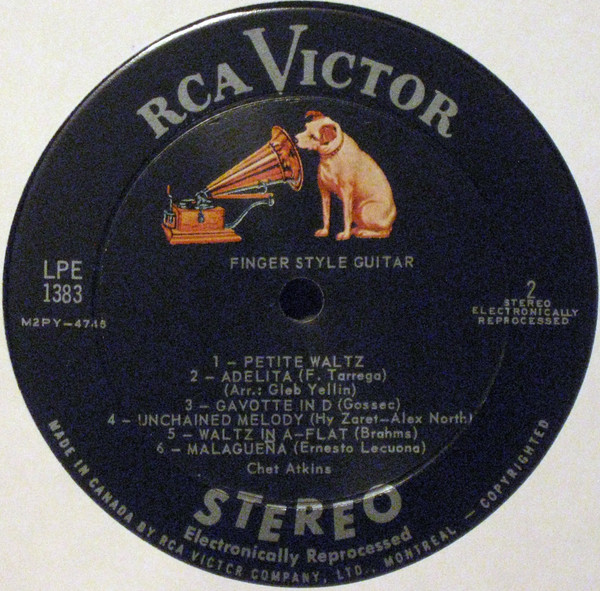 RCA VICTOR
FINGER STYLE GUITAR
LPE
1383
M2PY-4746
2
STEREO
ELECTRONICALLY
REPROCESSED
1 – PETITE WALTZ
2 – ADELITA (F. Tarrega)
(Arr.: Gleb Yellin)
3 – GAVOTTE IN D (Gossec)
4 – UNCHAINED MELODY (Hy Zaret–Alex North)
5 – WALTZ IN A–FLAT (Brahms)
6 – MALAGUEÑA (Ernesto Lecuona)
Chet Atkins
STEREO
Electronically Reprocessed
MADE IN CANADA BY RCA VICTOR COMPANY, LTD., MONTREAL – COPYRIGHTED